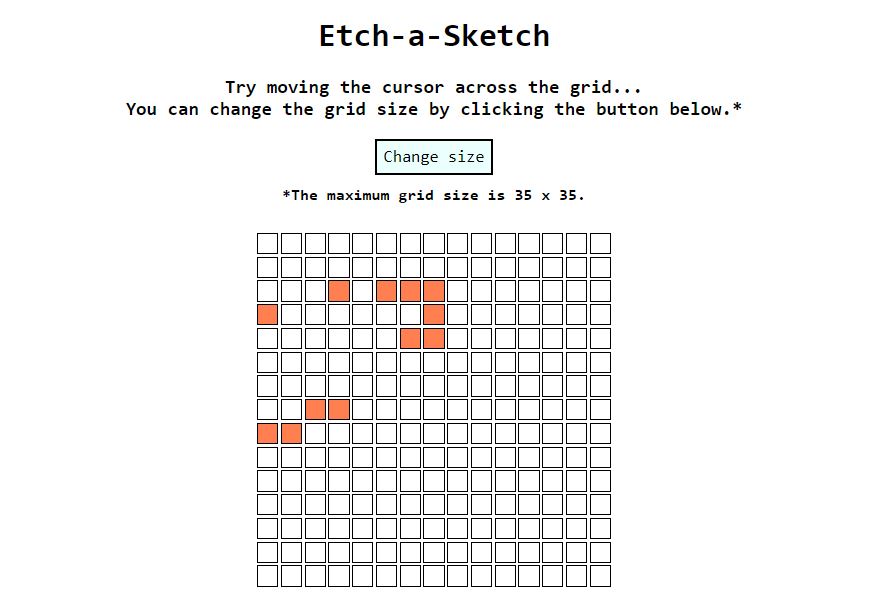 Etch-a-Sketch
Try moving the cursor across the grid...
You can change the grid size by clicking the button below.*
Change size
*The maximum grid size is 35 x 35.